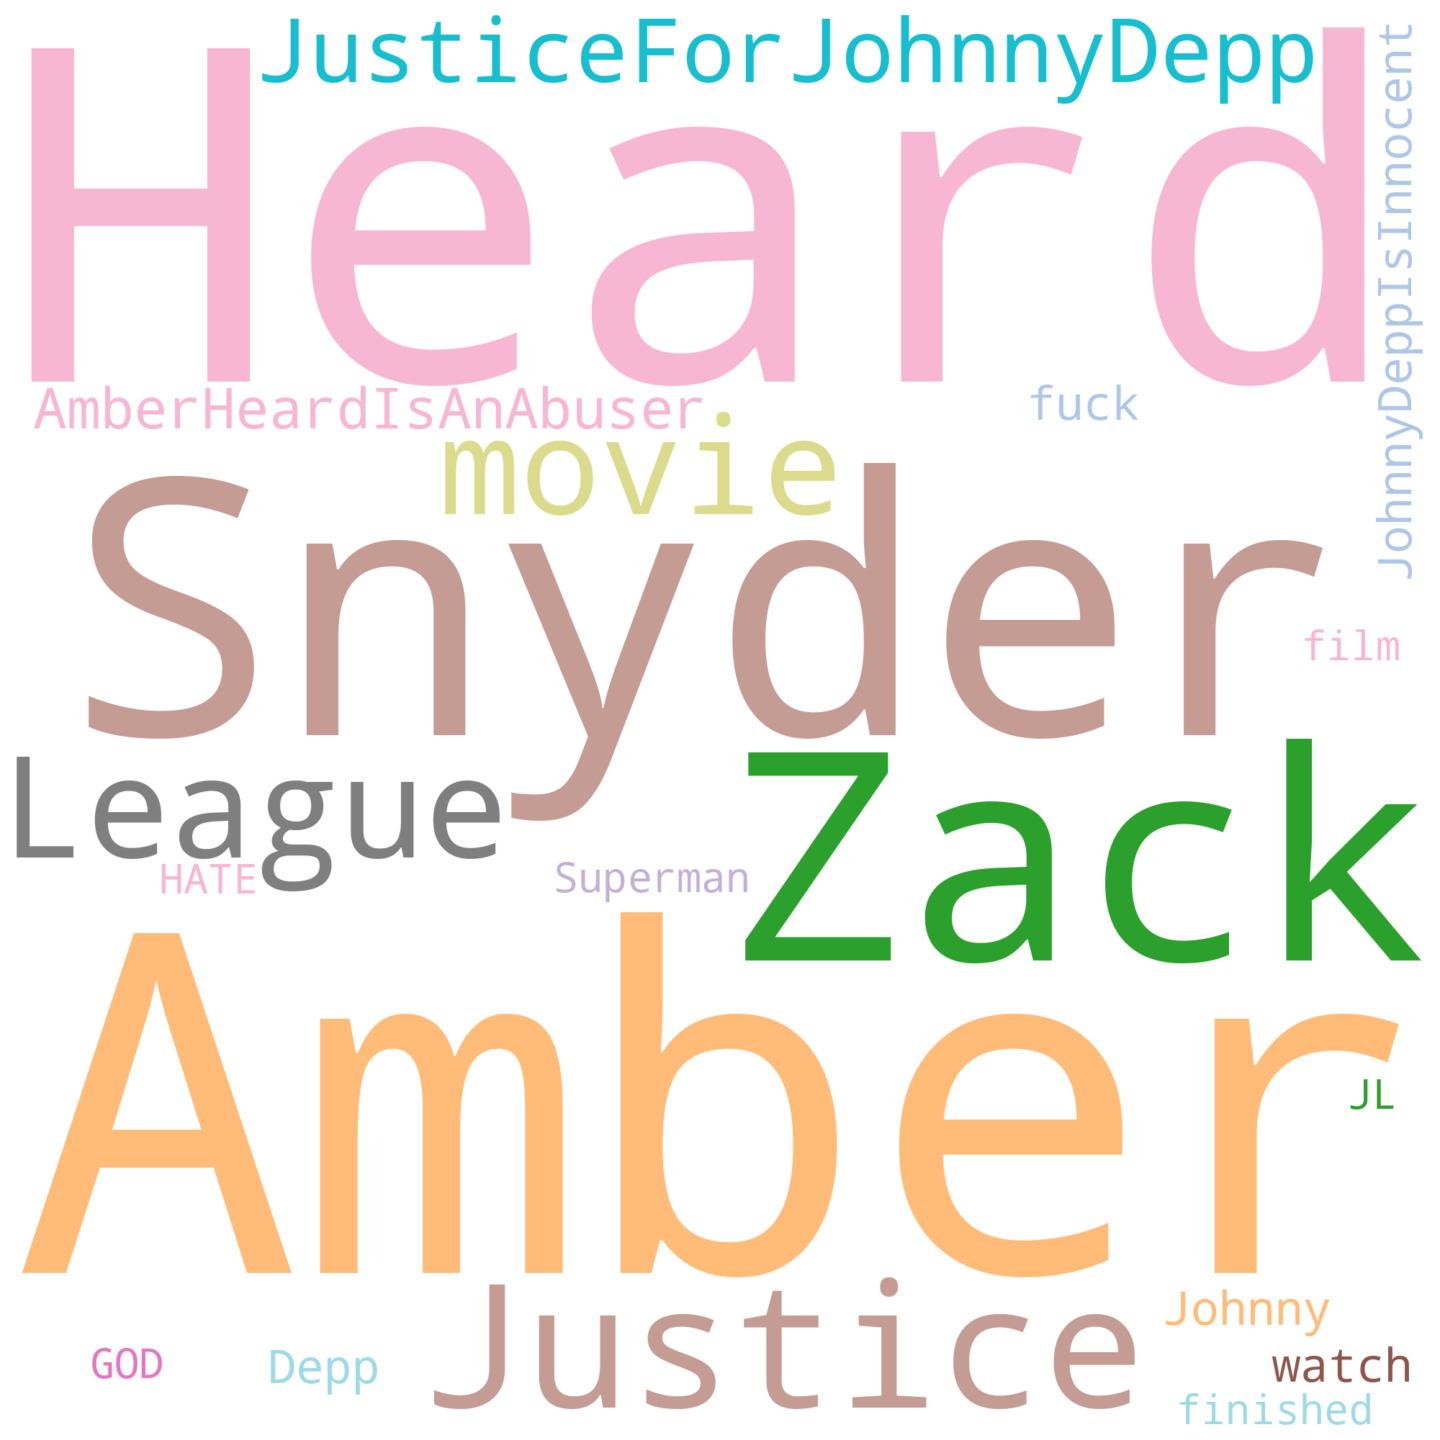 JusticeForJohnnyDepp
Heard
JohnnyDeppIsInnocent
AmberHeardIsAnAbuser
fuck
movie
Snyder
film
League
Zack
HATE
Superman
Amber
JL
Justice
Johnny
GOD
Depp
watch
finished